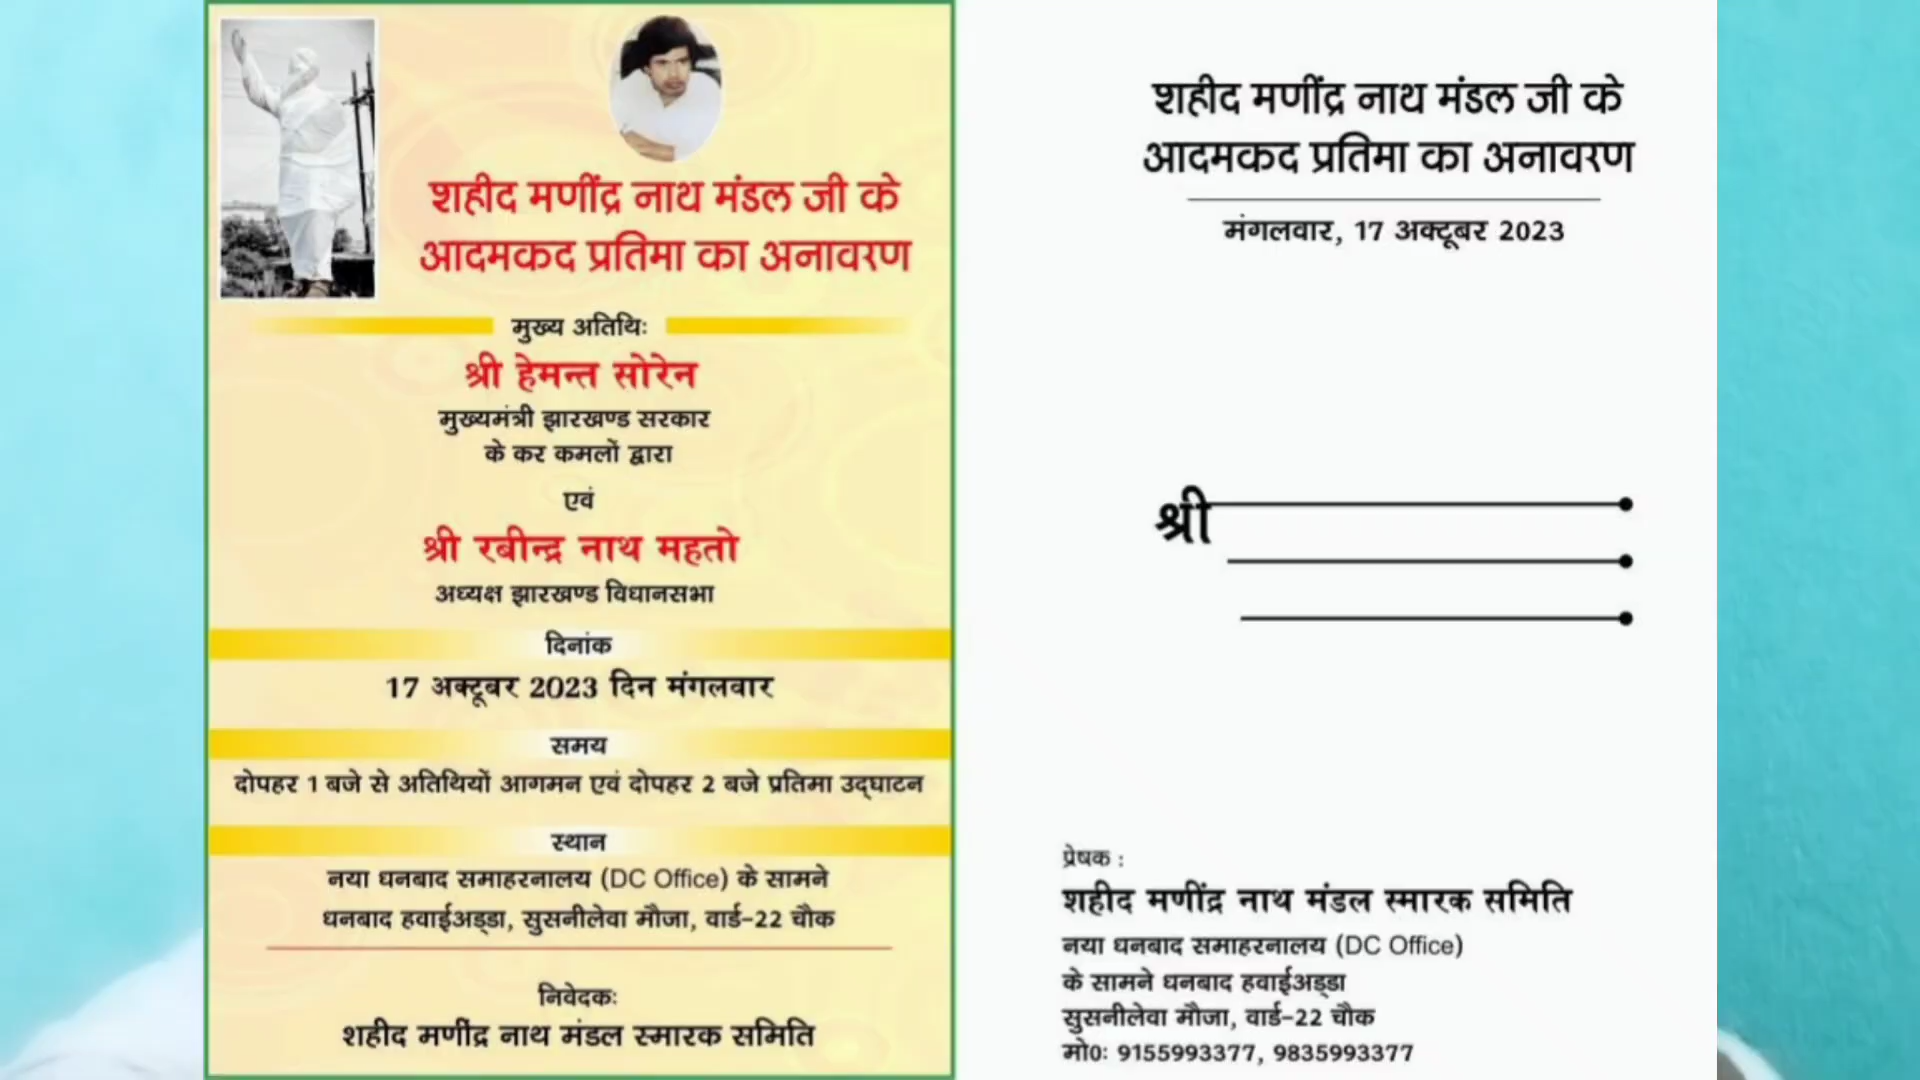 शहीद मणींद्र नाथ मंडल जी के
आदमकद प्रतिमा का अनावरण
मुख्य अतिथिः
श्री हेमन्त सोरेन
मुख्यमंत्री झारखण्ड सरकार
के कर कमलों द्वारा
एवं
श्री रबीन्द्र नाथ महतो
अध्यक्ष झारखण्ड विधानसभा
दिनांक
17 अक्टूबर 2023 दिन मंगलवार
समय
दोपहर 1 बजे से अतिथियों आगमन एवं दोपहर 2 बजे प्रतिमा उद्घाटन
स्थान
नया धनबाद समाहरनालय (DC Office) के सामने
धनबाद हवाईअड्डा, सुसनीलेवा मौजा, वार्ड-22 चौक
निवेदकः
शहीद मणींद्र नाथ मंडल स्मारक समिति
शहीद मणींद्र नाथ मंडल जी के
आदमकद प्रतिमा का अनावरण
मंगलवार, 17 अक्टूबर 2023
श्री
प्रेषक :
शहीद मणींद्र नाथ मंडल स्मारक समिति
नया धनबाद समाहरनालय (DC Office)
के सामने धनबाद हवाईअड्डा
सुसनीलेवा मौजा, वार्ड-22 चौक
मो0ः 9155993377, 9835993377